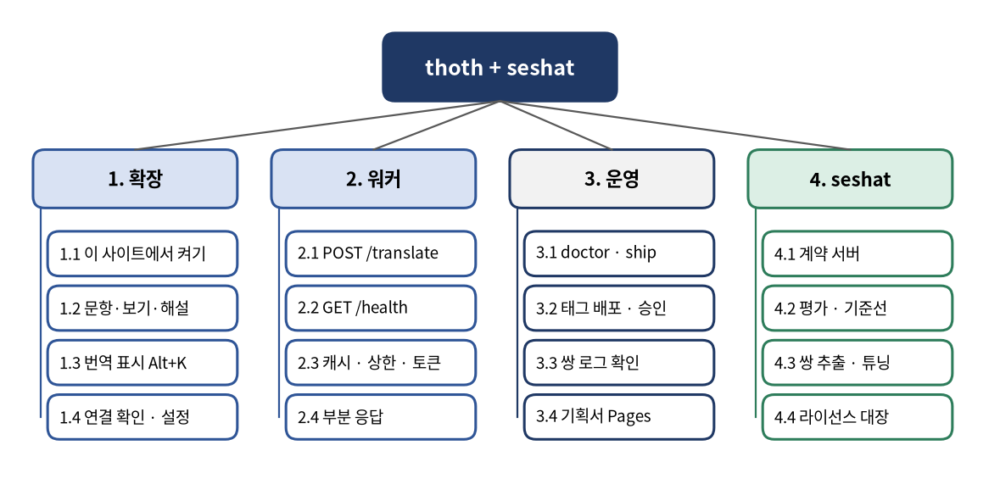 thoth + seshat
1. 확장
1.1 이 사이트에서 켜기
1.2 문항·보기·해설
1.3 번역 표시 Alt+K
1.4 연결 확인 · 설정
2. 워커
2.1 POST /translate
2.2 GET /health
2.3 캐시 · 상한 · 토큰
2.4 부분 응답
3. 운영
3.1 doctor · ship
3.2 태그 배포 · 승인
3.3 쌍 로그 확인
3.4 기획서 Pages
4. seshat
4.1 계약 서버
4.2 평가 · 기준선
4.3 쌍 추출 · 튜닝
4.4 라이선스 대장